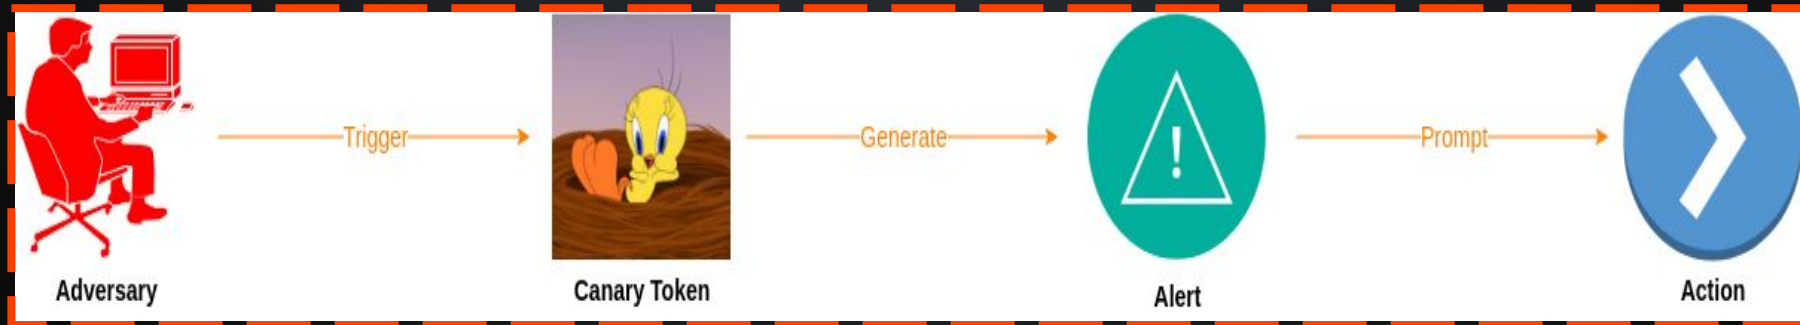 Trigger
Generate
!
Prompt
Adversary
Canary Token
Alert
Action